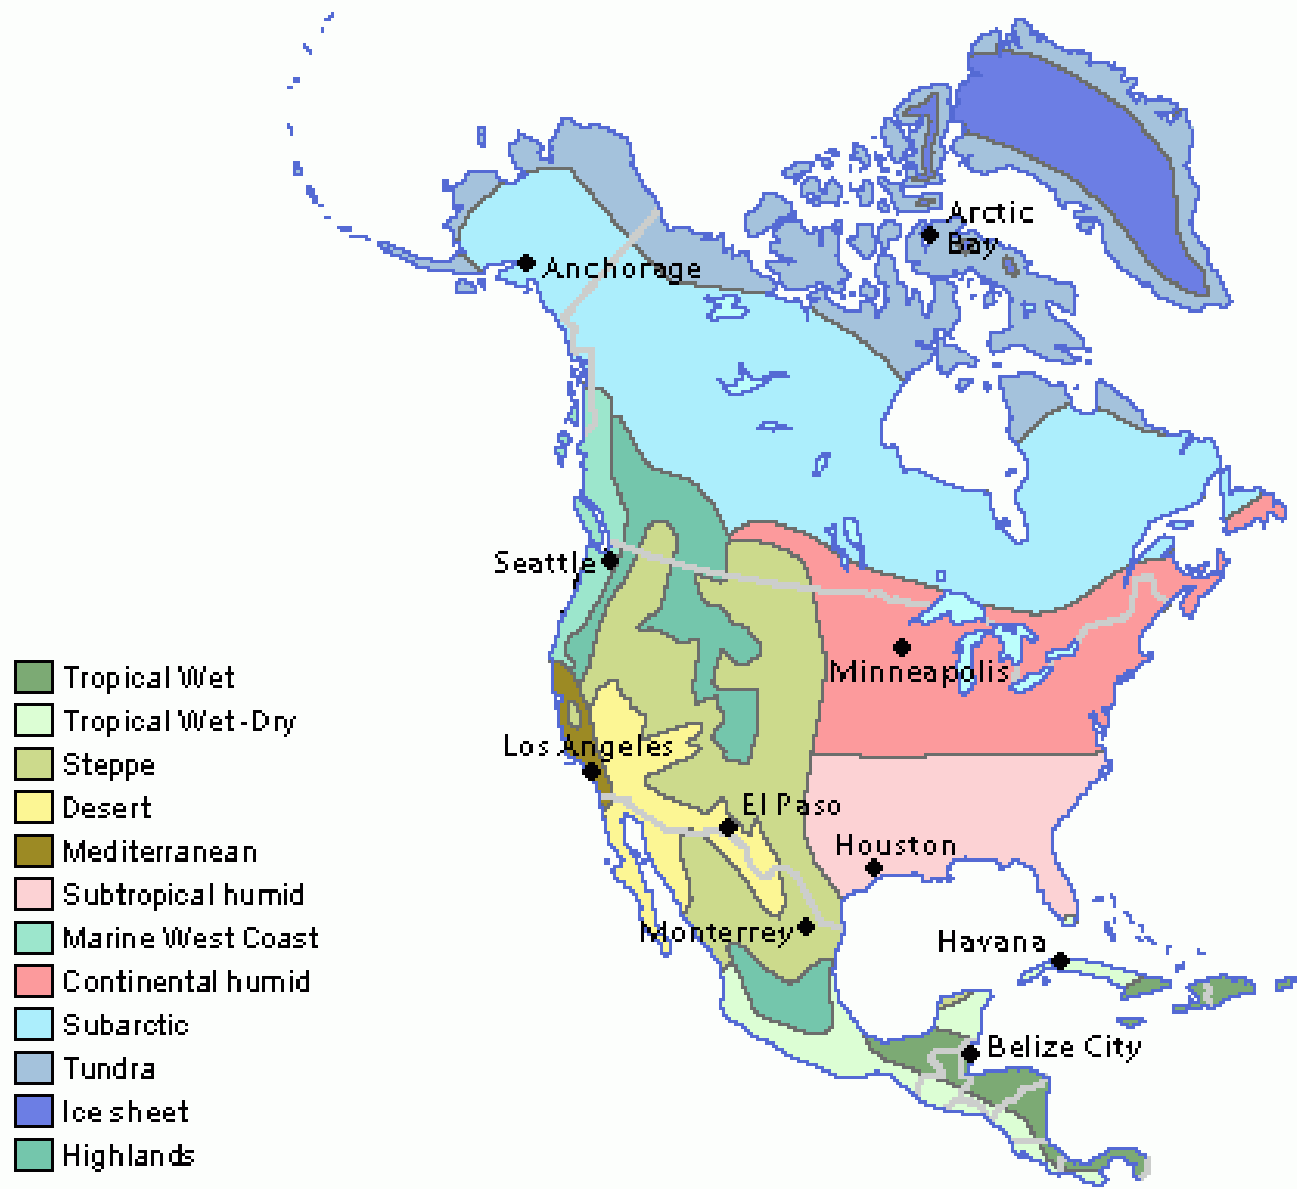 Arctic
Bay
Anchorage
Seattle
Minneapolis
Los Angeles
El Paso
Houston
Monterrey
Havana
Belize City
Tropical Wet
Tropical Wet-Dry
Steppe
Desert
Mediterranean
Subtropical humid
Marine West Coast
Continental humid
Subarctic
Tundra
Ice sheet
Highlands